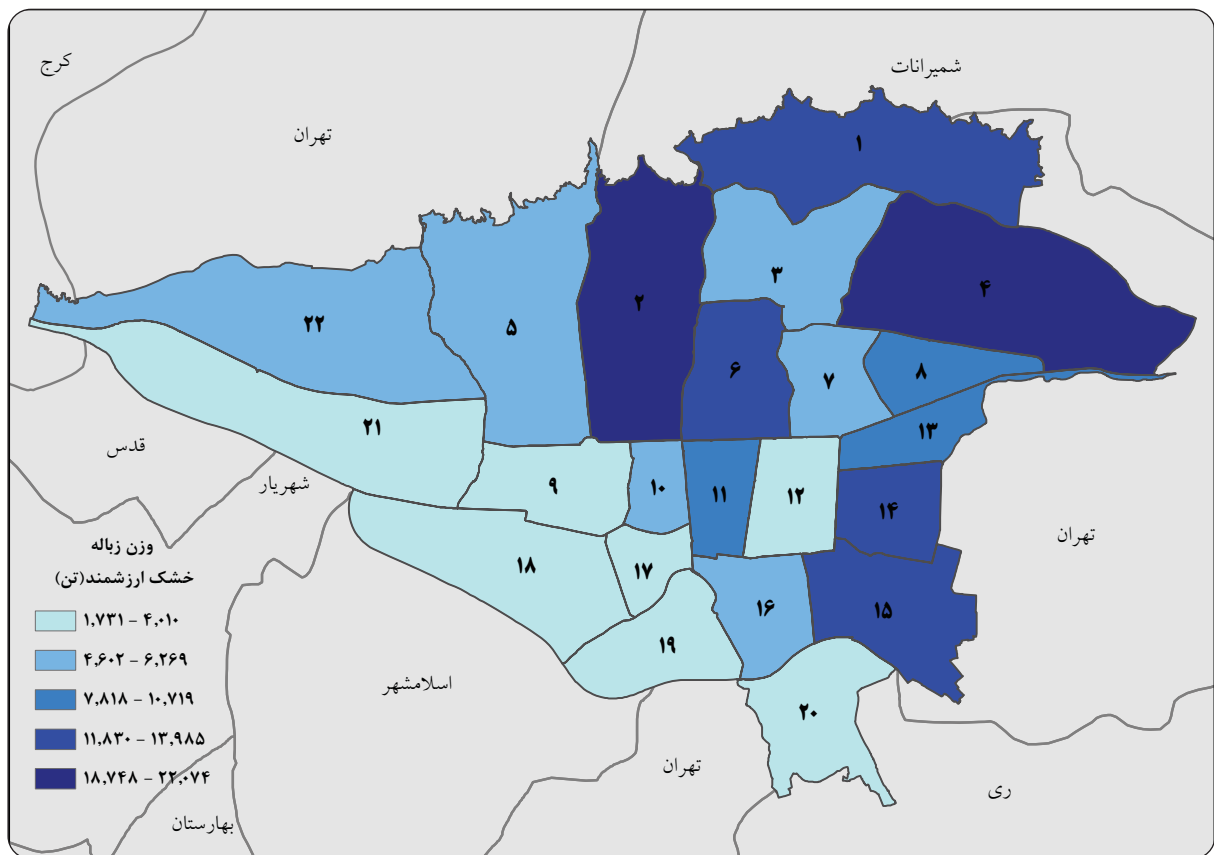 کرج
شمیرانات
تهران
۱
۳
۴
۲
۵
۲۲
۶
۷
۸
۲۱
۱۳
قدس
شهریار
۹
۱۰
۱۱
۱۲
۱۴
تهران
۱۸
۱۷
۱۶
۱۵
۱۹
۲۰
اسلامشهر
تهران
ری
بهارستان
وزن زباله
خشک ارزشمند(تن)
۱,۷۳۱ - ۴,۰۱۰
۴,۶۰۲ - ۶,۲۶۹
۷,۸۱۸ - ۱۰,۷۱۹
۱۱,۸۳۰ - ۱۳,۹۸۵
۱۸,۷۴۸ - ۲۲,۰۷۴